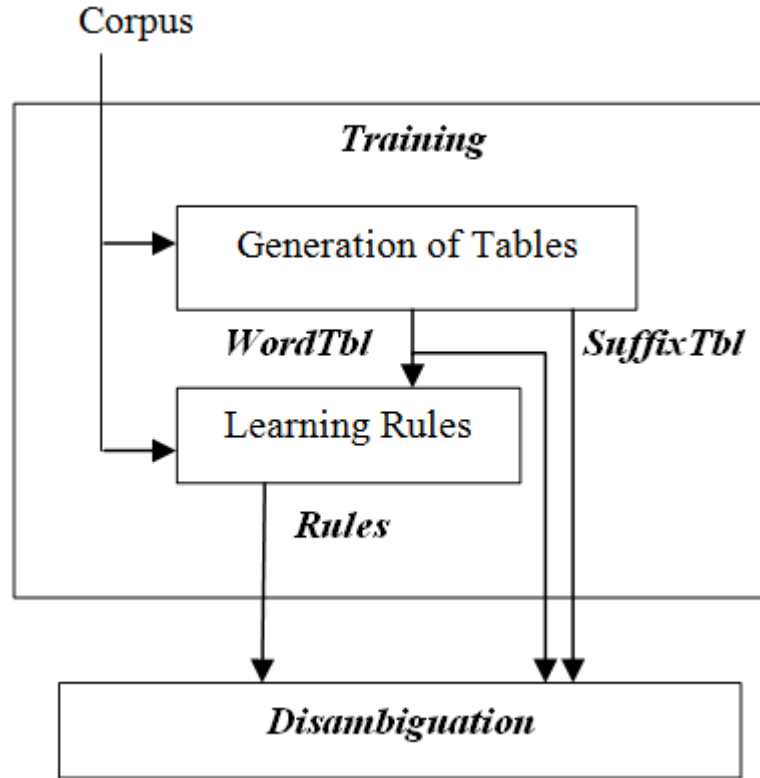 Corpus
Training
Generation of Tables
WordTbl
SuffixTbl
Learning Rules
Rules
Disambiguation